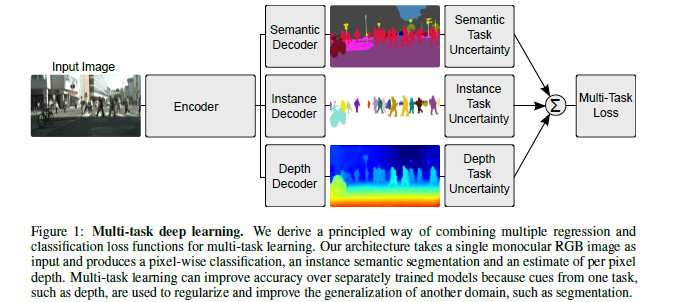 Input Image
Encoder
Semantic
Decoder
Semantic
Task
Uncertainty
Instance
Decoder
Instance
Task
Uncertainty
Depth
Decoder
Depth
Task
Uncertainty
Σ
Multi-Task
Loss
Figure 1: Multi-task deep learning. We derive a principled way of combining multiple regression and
classification loss functions for multi-task learning. Our architecture takes a single monocular RGB image as
input and produces a pixel-wise classification, an instance semantic segmentation and an estimate of per pixel
depth. Multi-task learning can improve accuracy over separately trained models because cues from one task,
such as depth, are used to regularize and improve the generalization of another domain, such as segmentation.